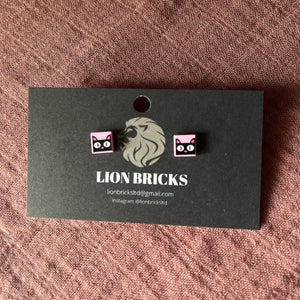 LION BRICKS
lionbricksltd@gmail.com
Instagram @lionbricksltd